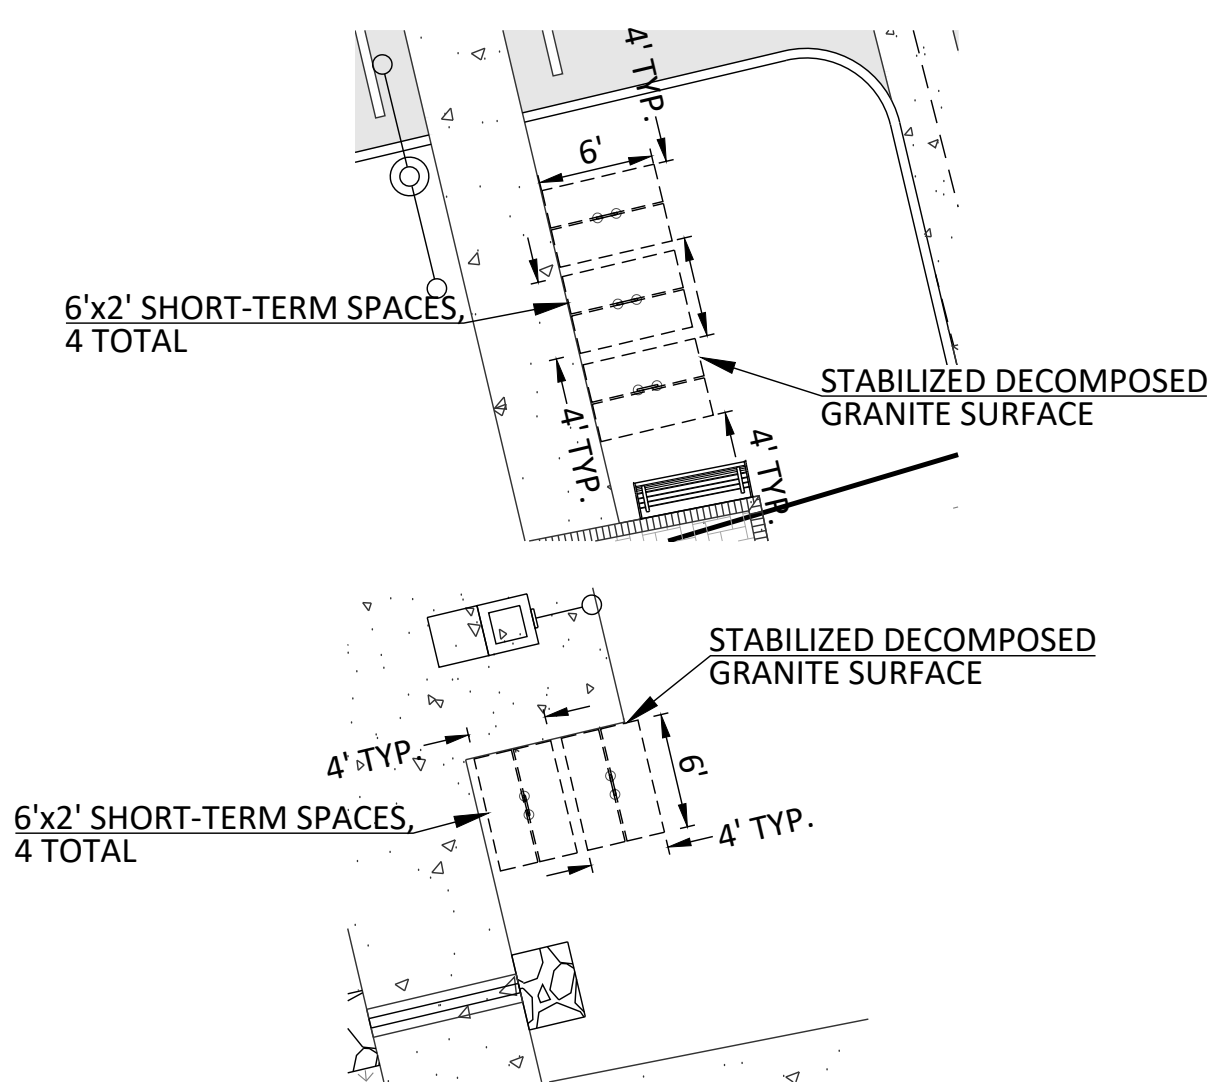 4' TYP.
6'
6'x2' SHORT-TERM SPACES,
4 TOTAL
STABILIZED DECOMPOSED
GRANITE SURFACE
4' TYP.
4' TYP.
STABILIZED DECOMPOSED
GRANITE SURFACE
4' TYP.
6'
6'x2' SHORT-TERM SPACES,
4 TOTAL
4' TYP.